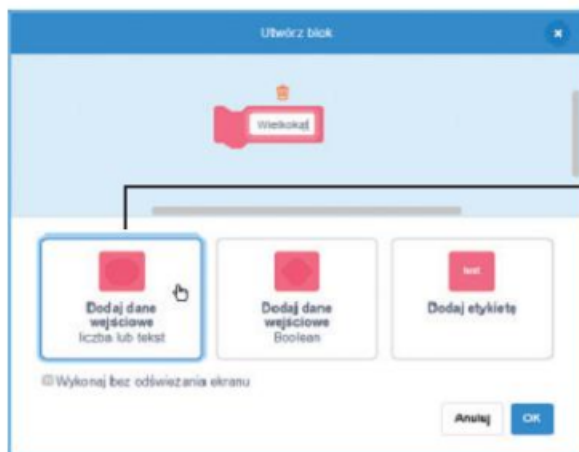 Utwórz blok
Wielkokąt
text
Dodaj dane
wejściowe
liczba lub tekst
Dodaj dane
wejściowe
Boolean
Dodaj etykietę
Wykonaj bez odświeżania ekranu
Anuluj
OK